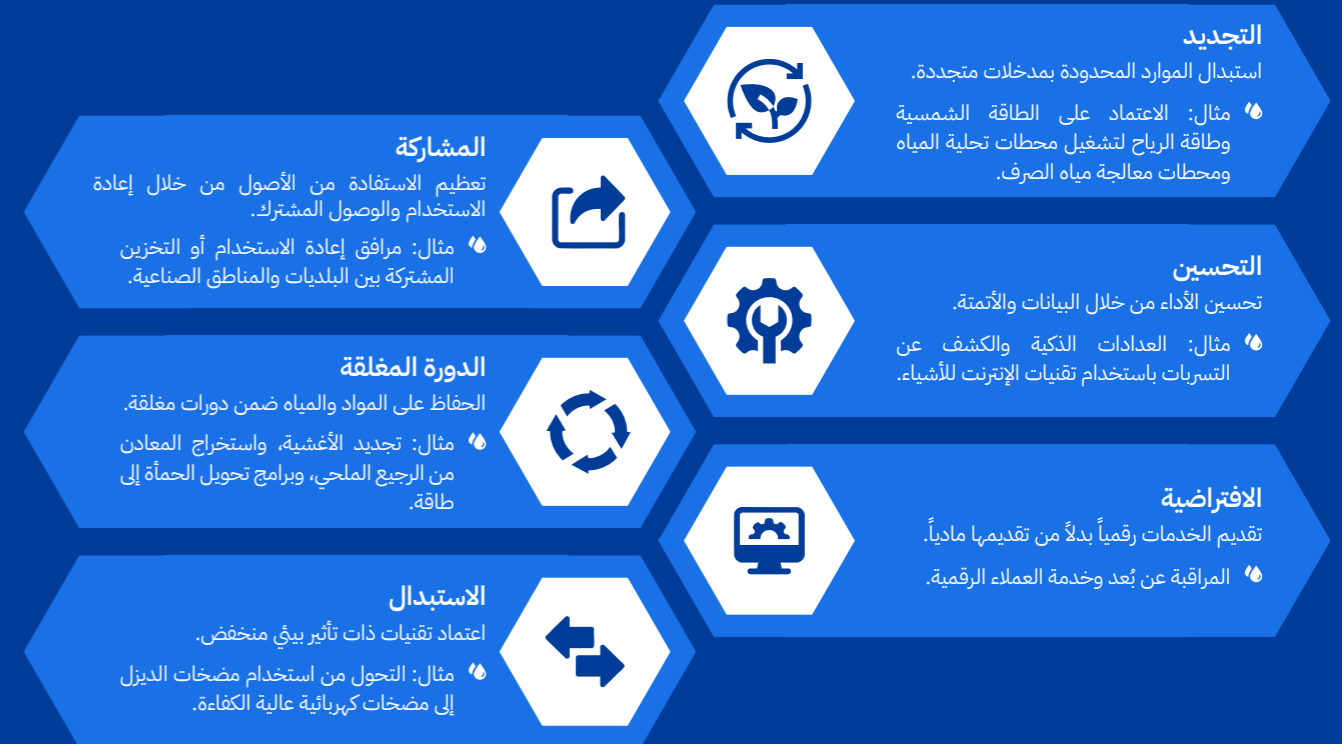 التجديد
استبدال الموارد المحدودة بمدخلات متجددة.
مثال: الاعتماد على الطاقة الشمسية
وطاقة الرياح لتشغيل محطات تحلية المياه
ومحطات معالجة مياه الصرف.
المشاركة
تعظيم الاستفادة من الأصول من خلال إعادة
الاستخدام والوصول المشترك.
مثال: مرافق إعادة الاستخدام أو التخزين
المشتركة بين البلديات والمناطق الصناعية.
التحسين
تحسين الأداء من خلال البيانات والأتمتة.
مثال: العدادات الذكية والكشف عن
التسربات باستخدام تقنيات الإنترنت للأشياء.
الدورة المغلقة
الحفاظ على المواد والمياه ضمن دورات مغلقة.
مثال: تجديد الأغشية، واستخراج المعادن
من الرجيع الملحي، وبرامج تحويل الحمأة إلى
طاقة.
الافتراضية
تقديم الخدمات رقمياً بدلاً من تقديمها مادياً.
المراقبة عن بُعد وخدمة العملاء الرقمية.
الاستبدال
اعتماد تقنيات ذات تأثير بيئي منخفض.
مثال: التحول من استخدام مضخات الديزل
إلى مضخات كهربائية عالية الكفاءة.